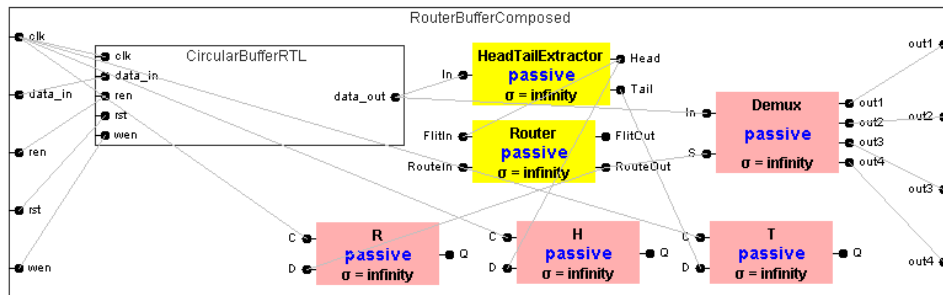 RouterBufferComposed
clk
data_in
ren
rst
wen
CircularBufferRTL
clk
data_in
ren
rst
wen
data_out
HeadTailExtractor
passive
σ = infinity
In
Head
Tail
Router
passive
σ = infinity
FlitIn
RouteIn
FlitOut
RouteOut
Demux
passive
σ = infinity
In
S
out1
out2
out3
out4
out1
out2
out3
out4
R
passive
σ = infinity
C
D
Q
H
passive
σ = infinity
C
D
Q
T
passive
σ = infinity
C
D
Q